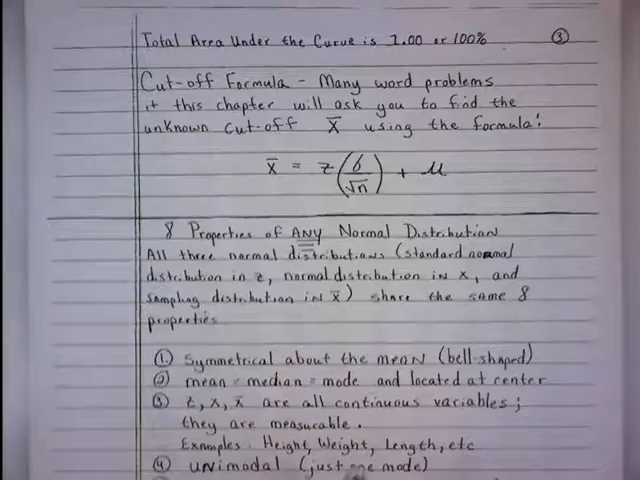 Total Area Under the Curve is 1.00 or 100% ③
Cut-off Formula - Many word problems
it this chapter will ask you to find the
unknown cut-off x̄ using the formula:
x̄ = z(σ/√n) + μ
8 Properties of ANY Normal Distribution
All three normal distributions (standard normal
distribution in z, normal distribution in x, and
sampling distribution in x̄) share the same 8
properties
① Symmetrical about the mean (bell-shaped)
② mean = median = mode and located at center
③ z, x, x̄ are all continuous variables;
they are measurable.
Examples: Height, Weight, Length, etc
④ unimodal (just one mode)